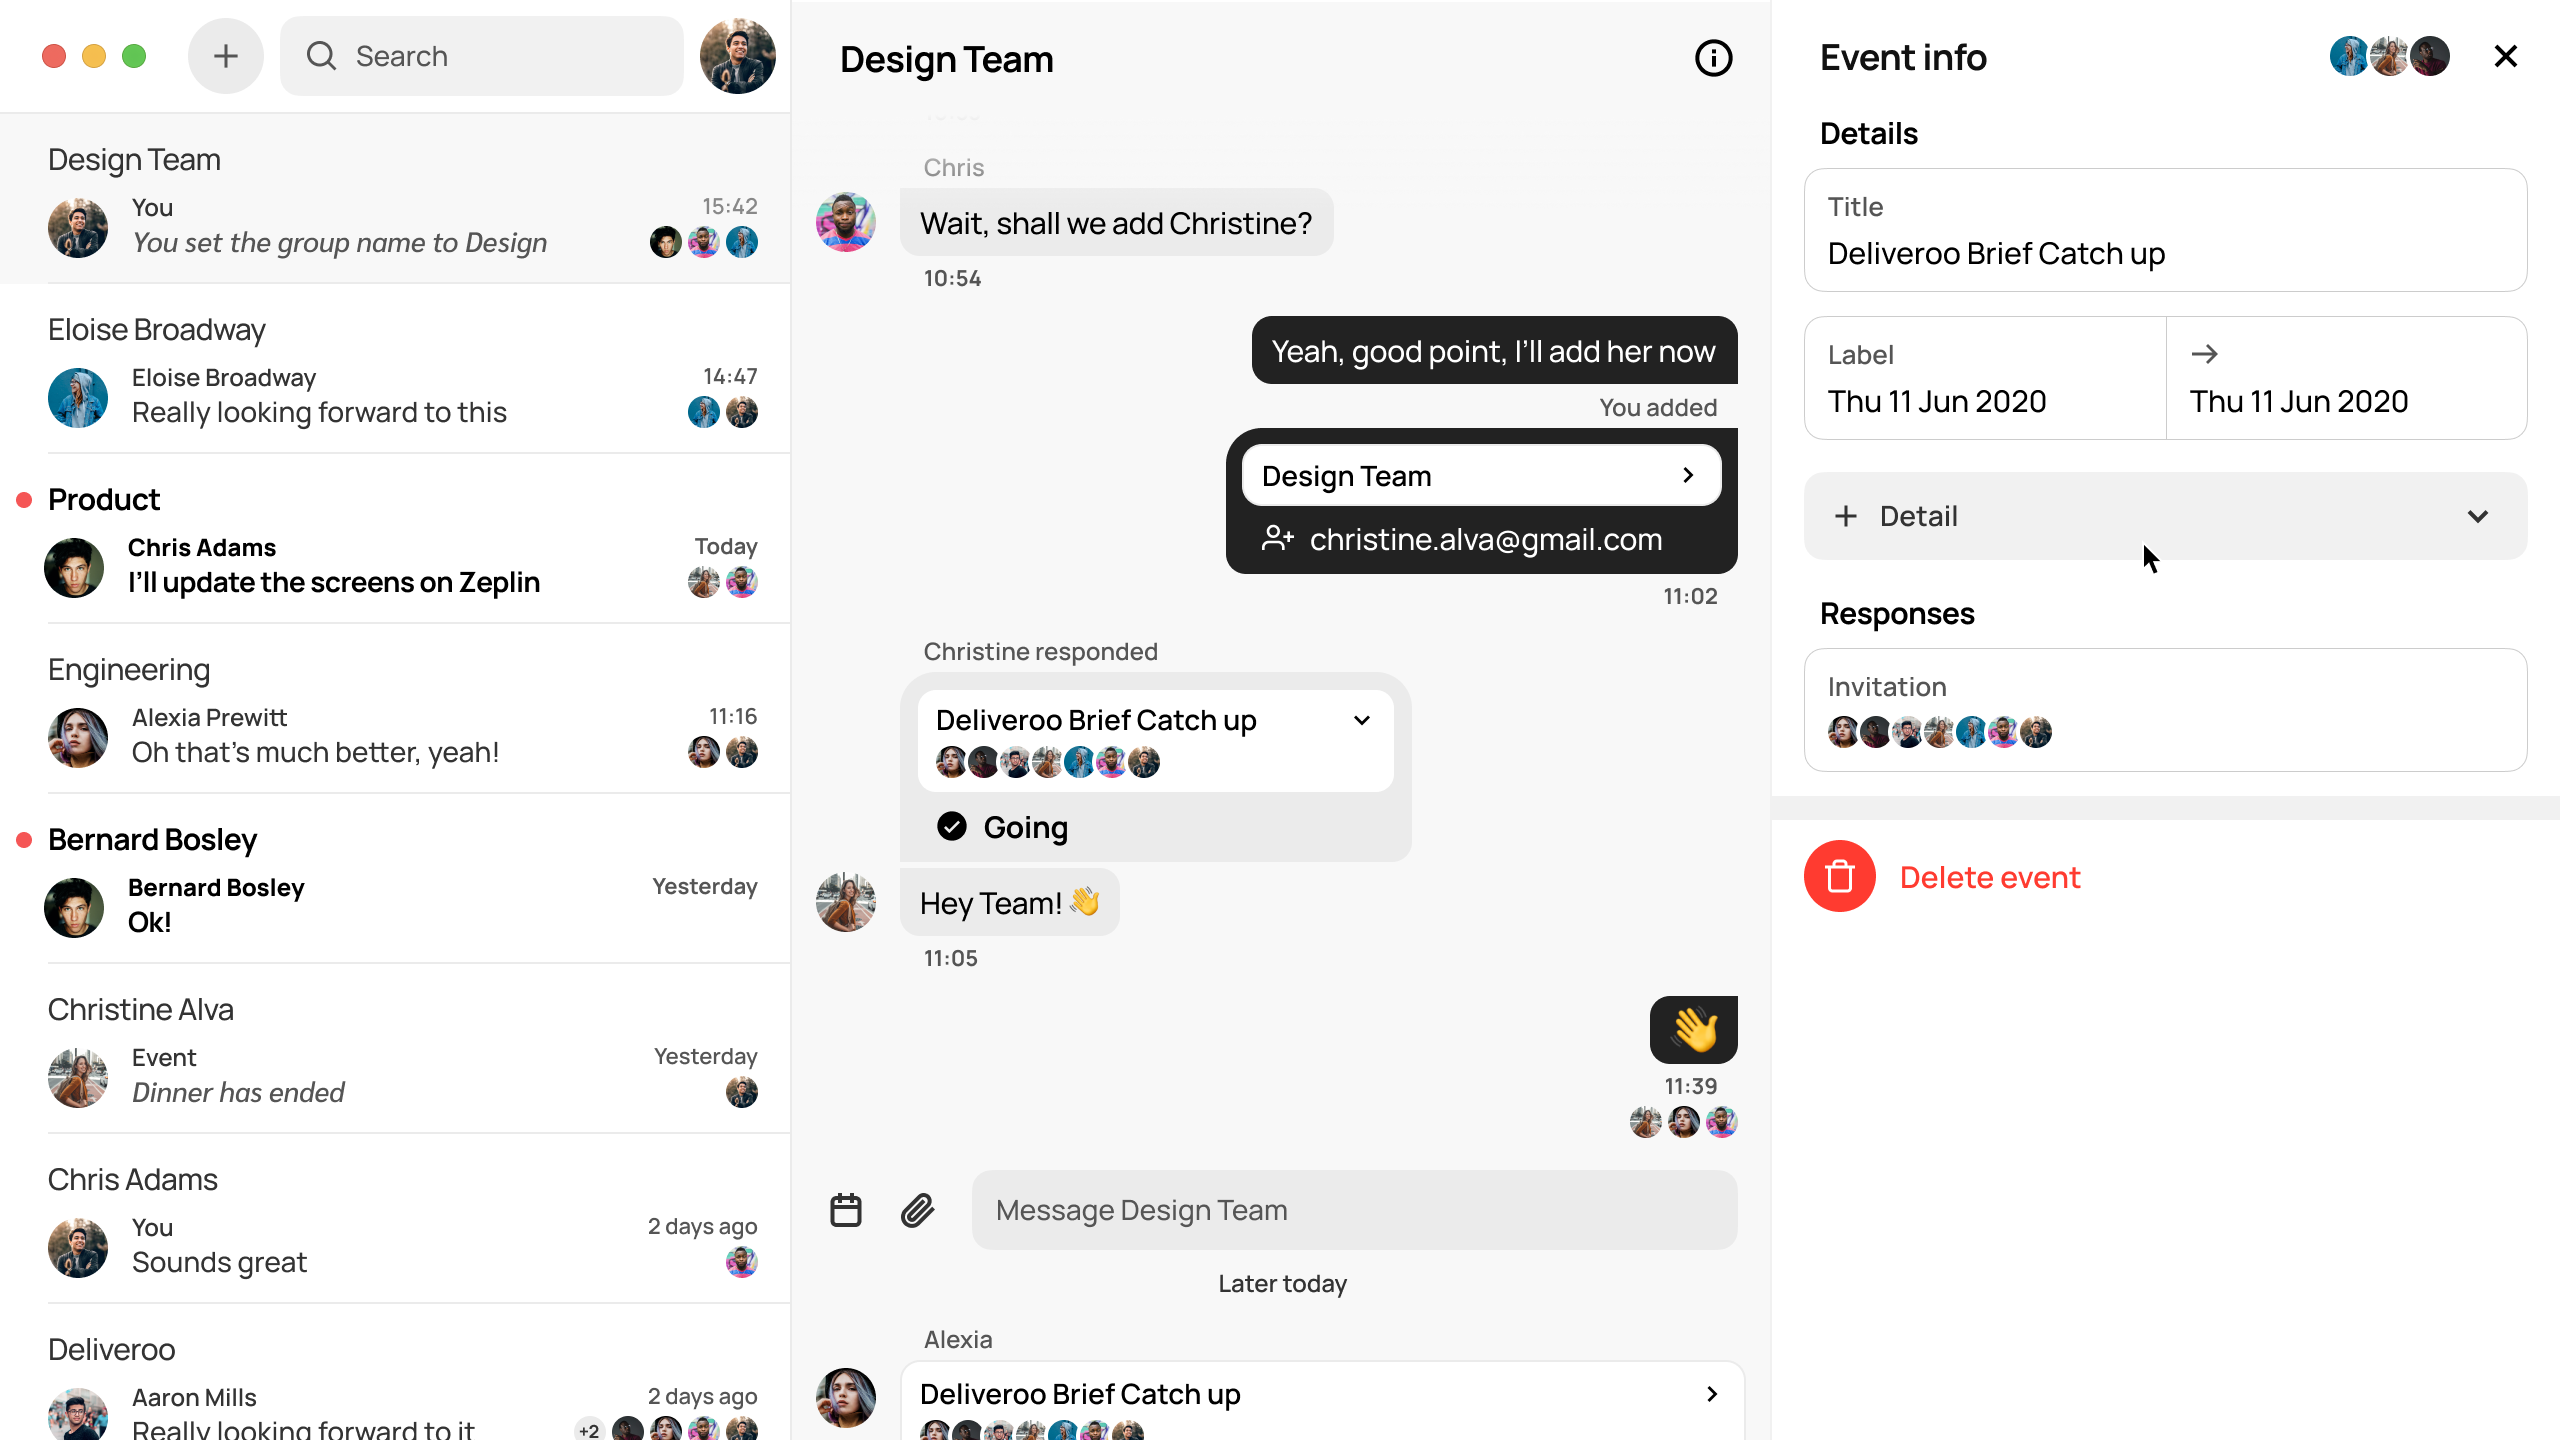 Search
Design Team
You
15:42
You set the group name to Design
Eloise Broadway
Eloise Broadway
14:47
Really looking forward to this
Product
Chris Adams
Today
I'll update the screens on Zeplin
Engineering
Alexia Prewitt
11:16
Oh that's much better, yeah!
Bernard Bosley
Bernard Bosley
Yesterday
Ok!
Christine Alva
Event
Yesterday
Dinner has ended
Chris Adams
You
2 days ago
Sounds great
Deliveroo
Aaron Mills
2 days ago
Really looking forward to it
+2
Design Team
Chris
Wait, shall we add Christine?
10:54
Yeah, good point, I'll add her now
You added
Design Team
christine.alva@gmail.com
11:02
Christine responded
Deliveroo Brief Catch up
Going
Hey Team! 👋
11:05
👋
11:39
Message Design Team
Later today
Alexia
Deliveroo Brief Catch up
Event info
Details
Title
Deliveroo Brief Catch up
Label
→
Thu 11 Jun 2020
Thu 11 Jun 2020
+ Detail
Responses
Invitation
Delete event